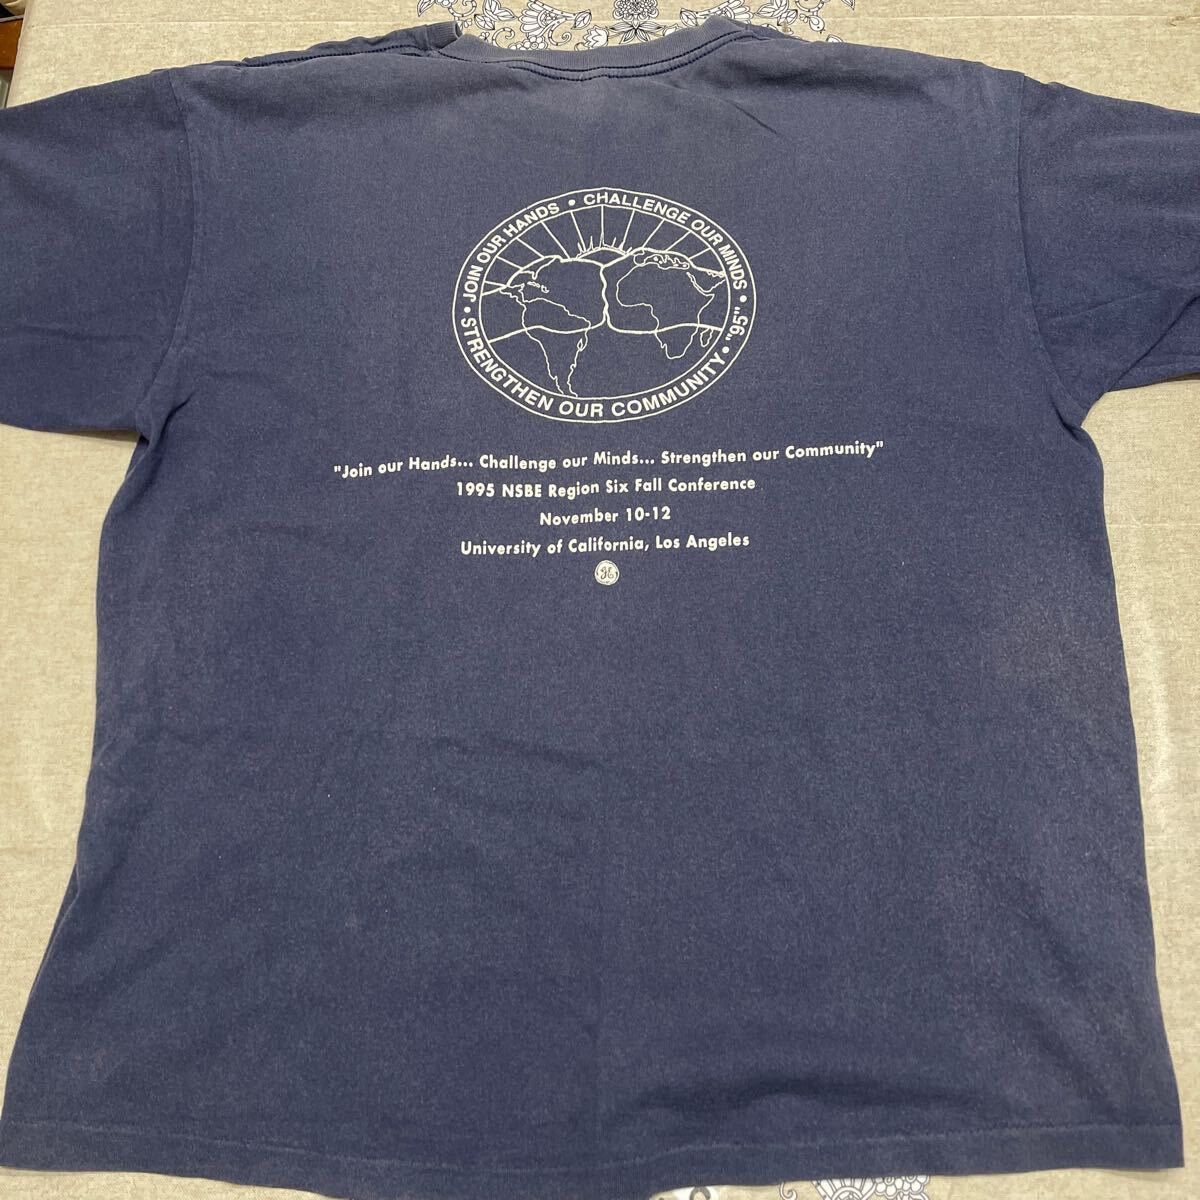 • JOIN OUR HANDS • CHALLENGE OUR MINDS • "95" •
STRENGTHEN OUR COMMUNITY
"Join our Hands... Challenge our Minds... Strengthen our Community"
1995 NSBE Region Six Fall Conference
November 10-12
University of California, Los Angeles
GE